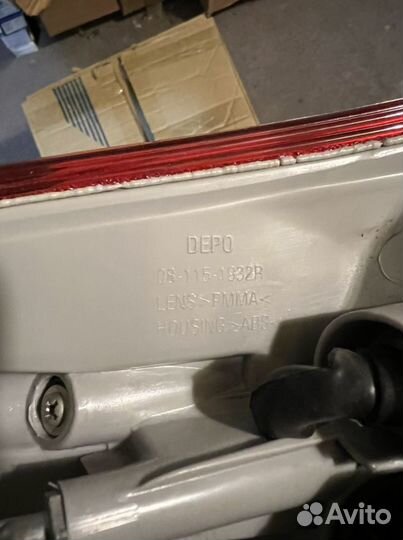 DEPO
08-115-1932R
LENS>PMMA<
HOUSING>ABS<
Avito